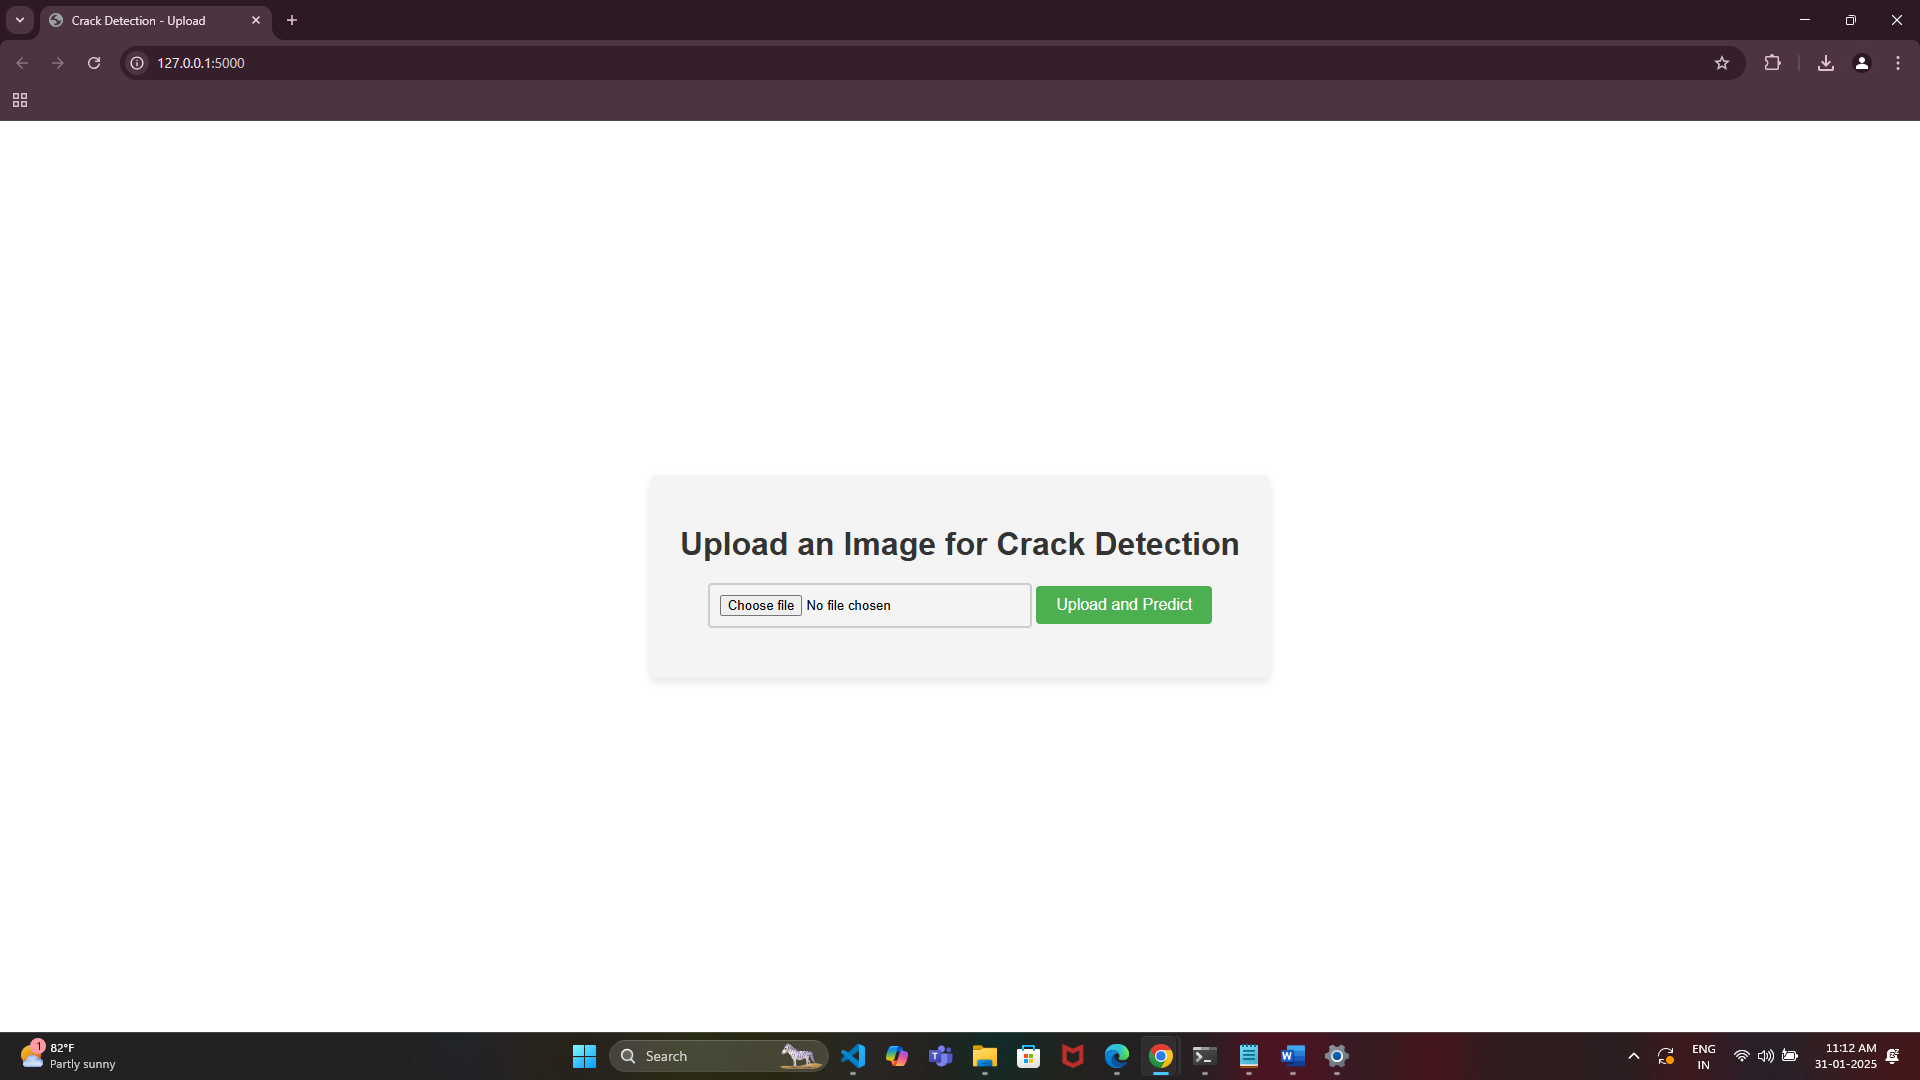 Crack Detection - Upload
127.0.0.1:5000
Upload an Image for Crack Detection
Choose file No file chosen
Upload and Predict
1
82°F
Partly sunny
Search
ENG
IN
11:12 AM
31-01-2025